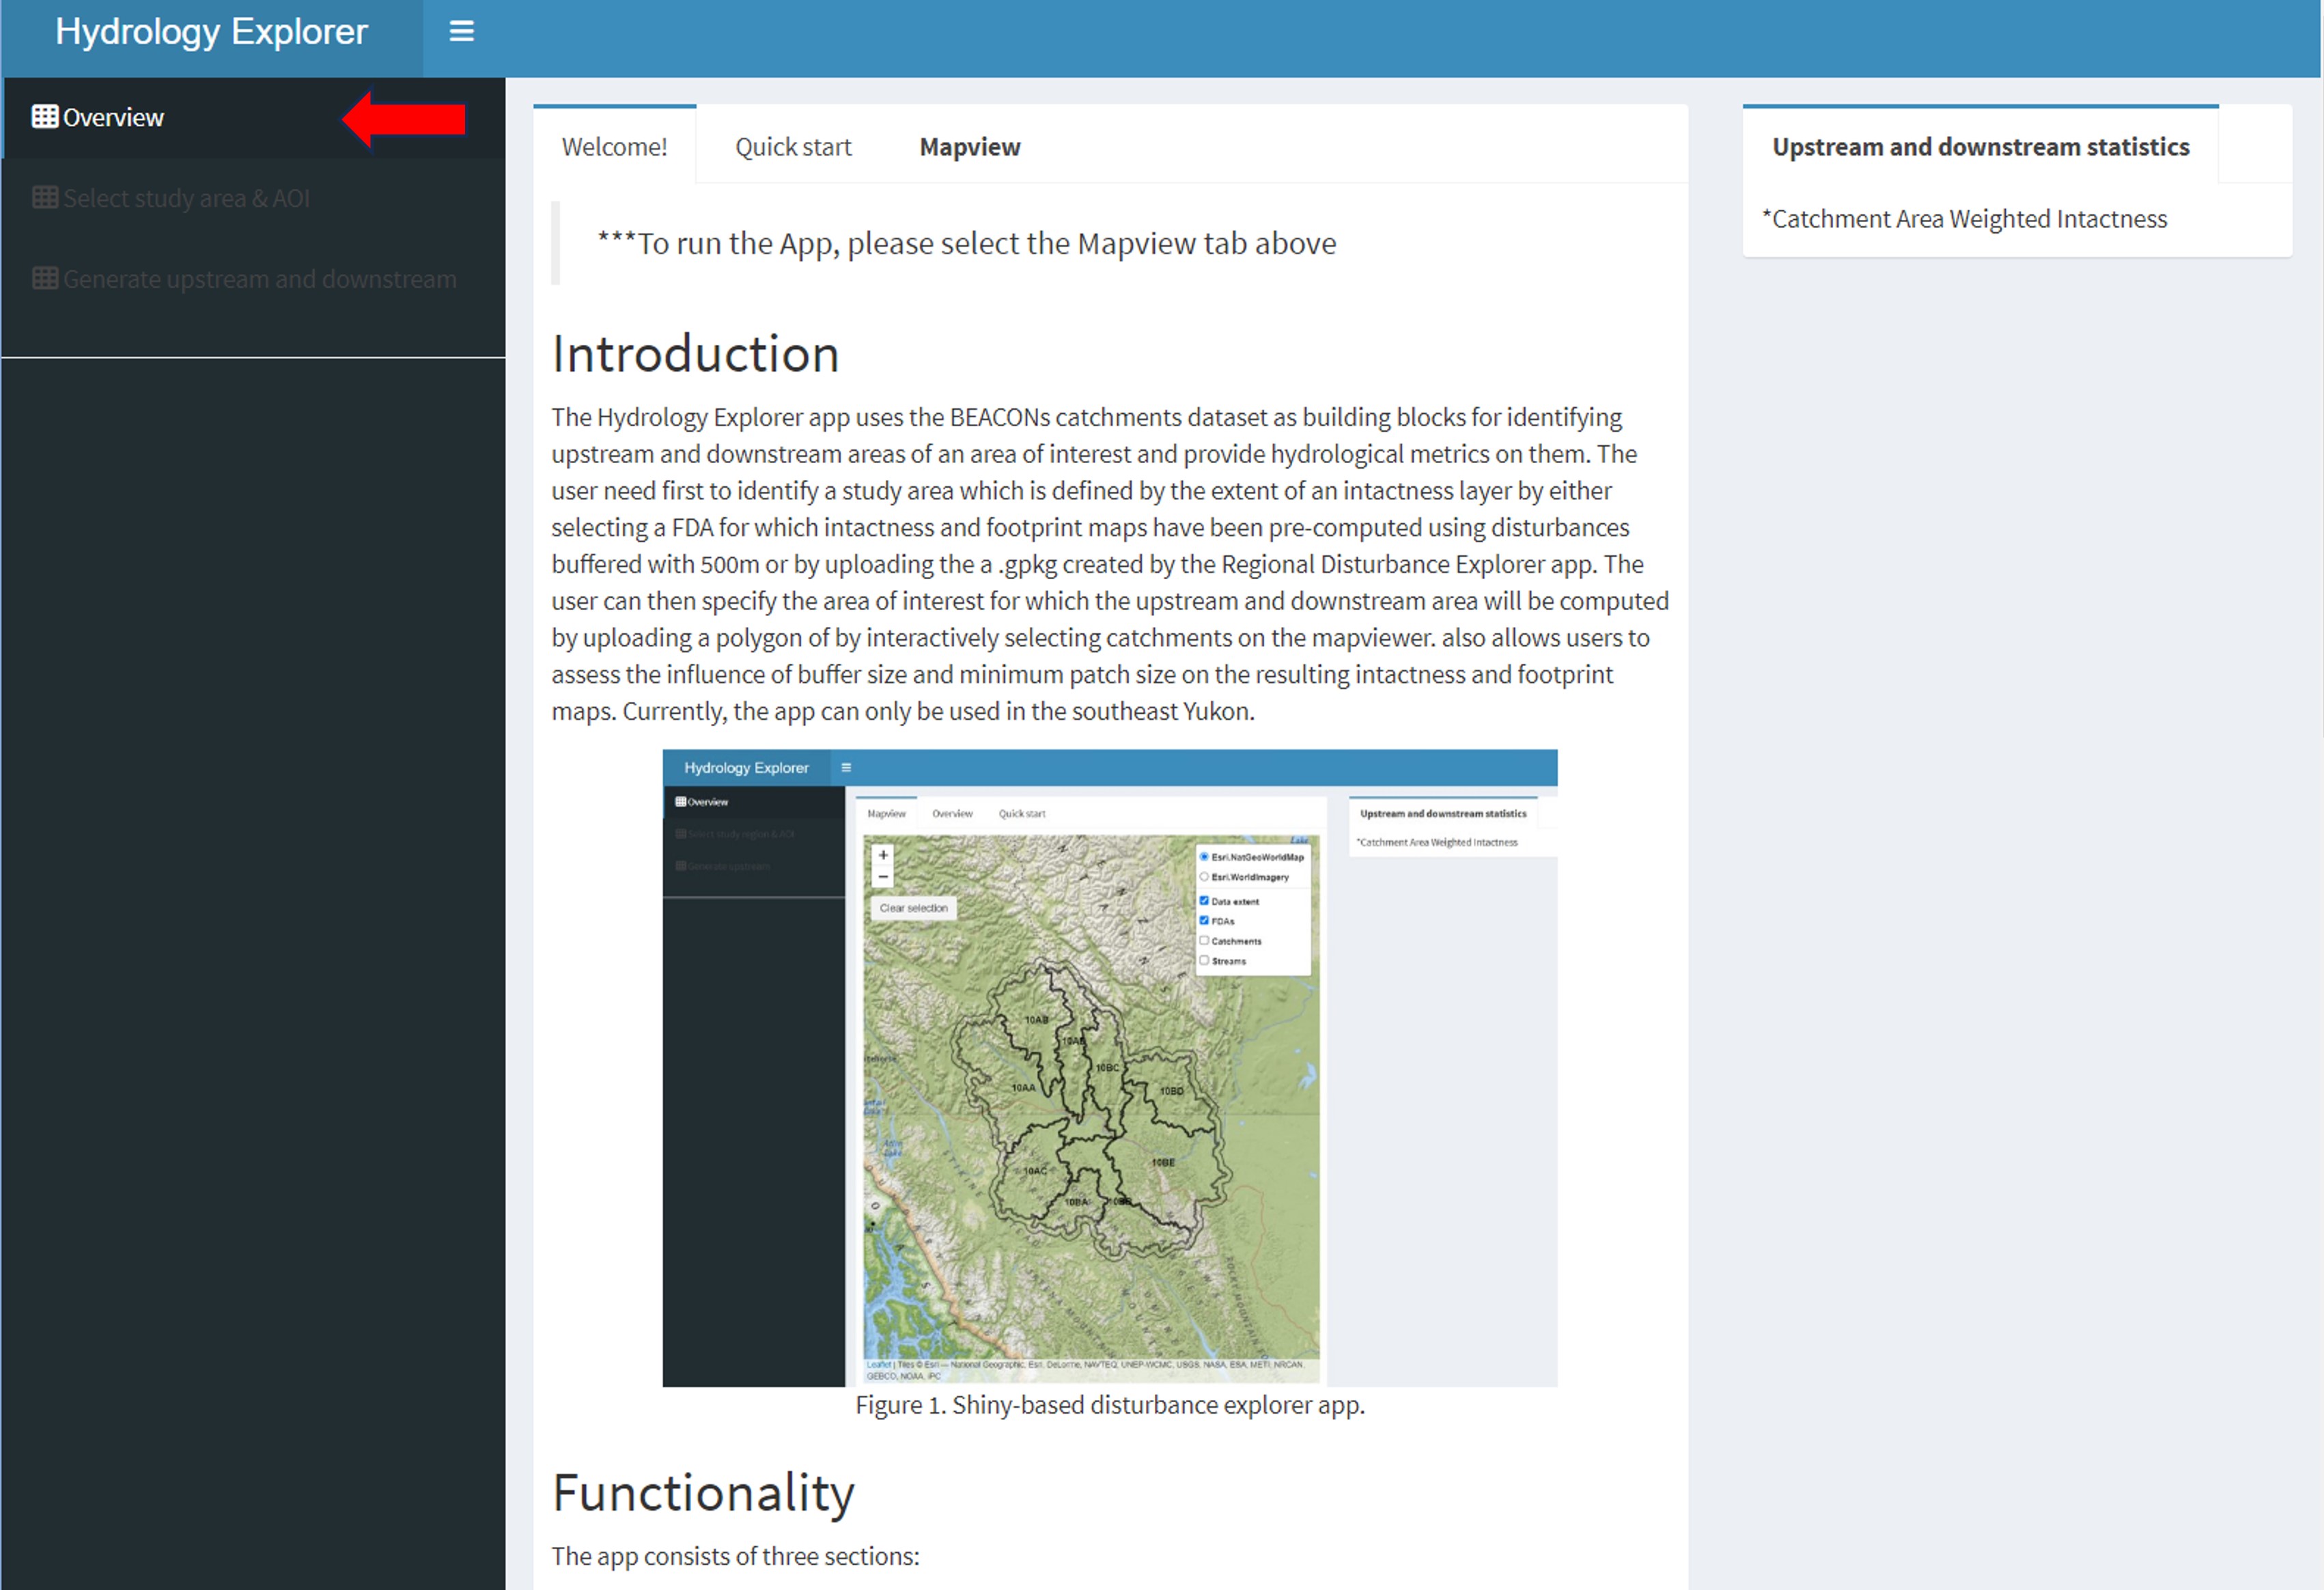 Hydrology Explorer
Overview
Select study area & AOI
Generate upstream and downstream
Welcome!
Quick start
Mapview
***To run the App, please select the Mapview tab above
Introduction
The Hydrology Explorer app uses the BEACONs catchments dataset as building blocks for identifying
upstream and downstream areas of an area of interest and provide hydrological metrics on them. The
user need first to identify a study area which is defined by the extent of an intactness layer by either
selecting a FDA for which intactness and footprint maps have been pre-computed using disturbances
buffered with 500m or by uploading the a .gpkg created by the Regional Disturbance Explorer app. The
user can then specify the area of interest for which the upstream and downstream area will be computed
by uploading a polygon of by interactively selecting catchments on the mapviewer. also allows users to
assess the influence of buffer size and minimum patch size on the resulting intactness and footprint
maps. Currently, the app can only be used in the southeast Yukon.
Hydrology Explorer
Overview
Select study region & AOI
Generate upstream
Mapview
Overview
Quick start
+
−
Clear selection
Esri.NatGeoWorldMap
Esri.WorldImagery
Data extent
FDAs
Catchments
Streams
10AB
10BC
10AA
10BD
10AC
10BE
10BA
Leaflet | Tiles © Esri — National Geographic, Esri, DeLorme, NAVTEQ, UNEP-WCMC, USGS, NASA, ESA, METI, NRCAN,
GEBCO, NOAA, iPC
Upstream and downstream statistics
*Catchment Area Weighted Intactness
Figure 1. Shiny-based disturbance explorer app.
Functionality
The app consists of three sections:
Upstream and downstream statistics
*Catchment Area Weighted Intactness